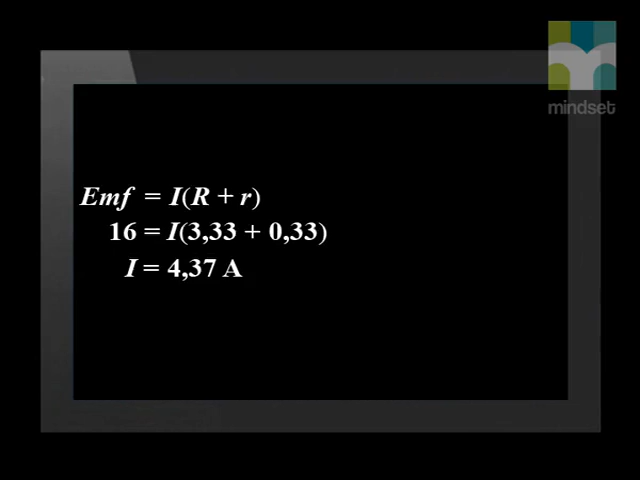 mindset
Emf = I(R + r)
16 = I(3,33 + 0,33)
I = 4,37 A